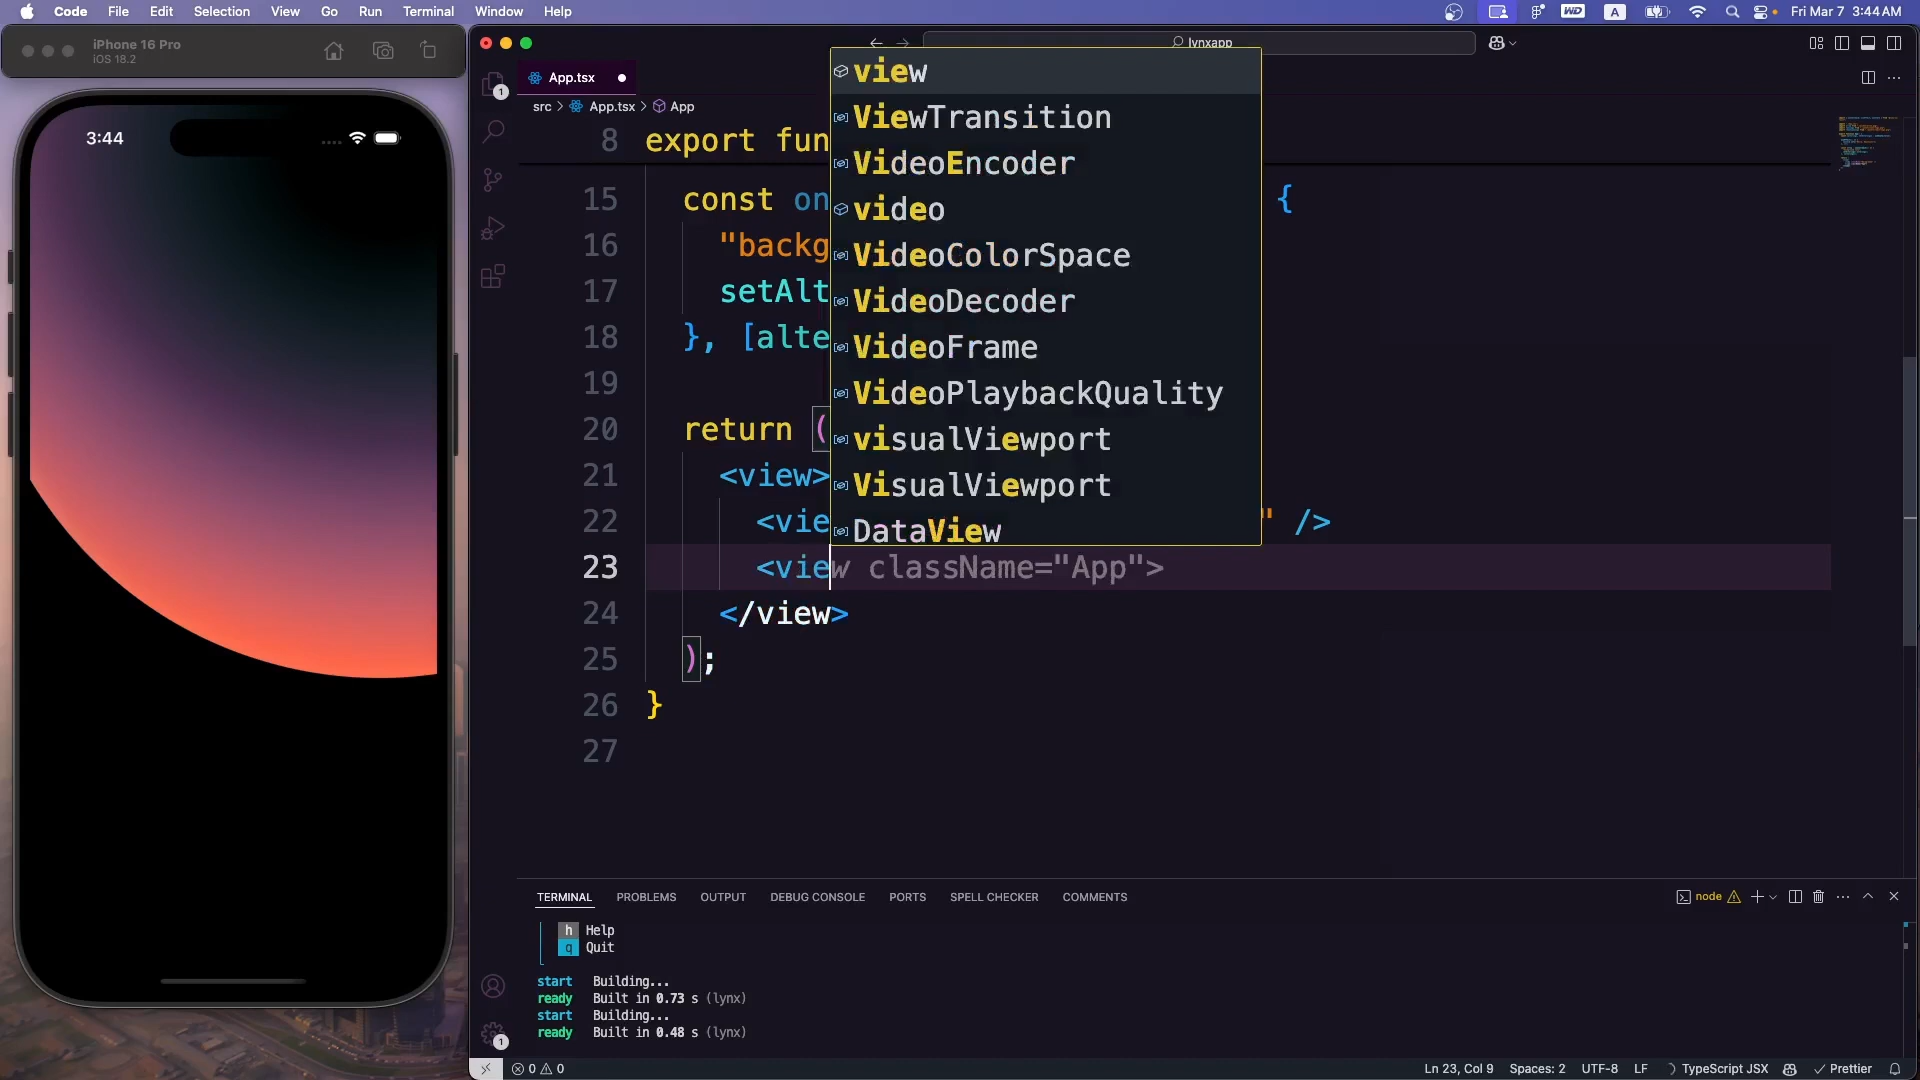 Code File Edit Selection View Go Run Terminal Window Help
WD A Fri Mar 7 3:44 AM
iPhone 16 Pro
iOS 18.2
3:44
lynxapp
1
App.tsx
src > App.tsx > App
8 export fun
15 const on {
16 "backg
17 setAlt
18 }, [alte
19
20 return (
21 <view>
22 <vie " />
23 <view className="App">
24 </view>
25 );
26 }
27
view
ViewTransition
VideoEncoder
video
VideoColorSpace
VideoDecoder
VideoFrame
VideoPlaybackQuality
visualViewport
VisualViewport
DataView
TERMINAL PROBLEMS OUTPUT DEBUG CONSOLE PORTS SPELL CHECKER COMMENTS
node
h Help
q Quit
start Building...
ready Built in 0.73 s (lynx)
start Building...
ready Built in 0.48 s (lynx)
1
0 0
Ln 23, Col 9 Spaces: 2 UTF-8 LF TypeScript JSX Prettier